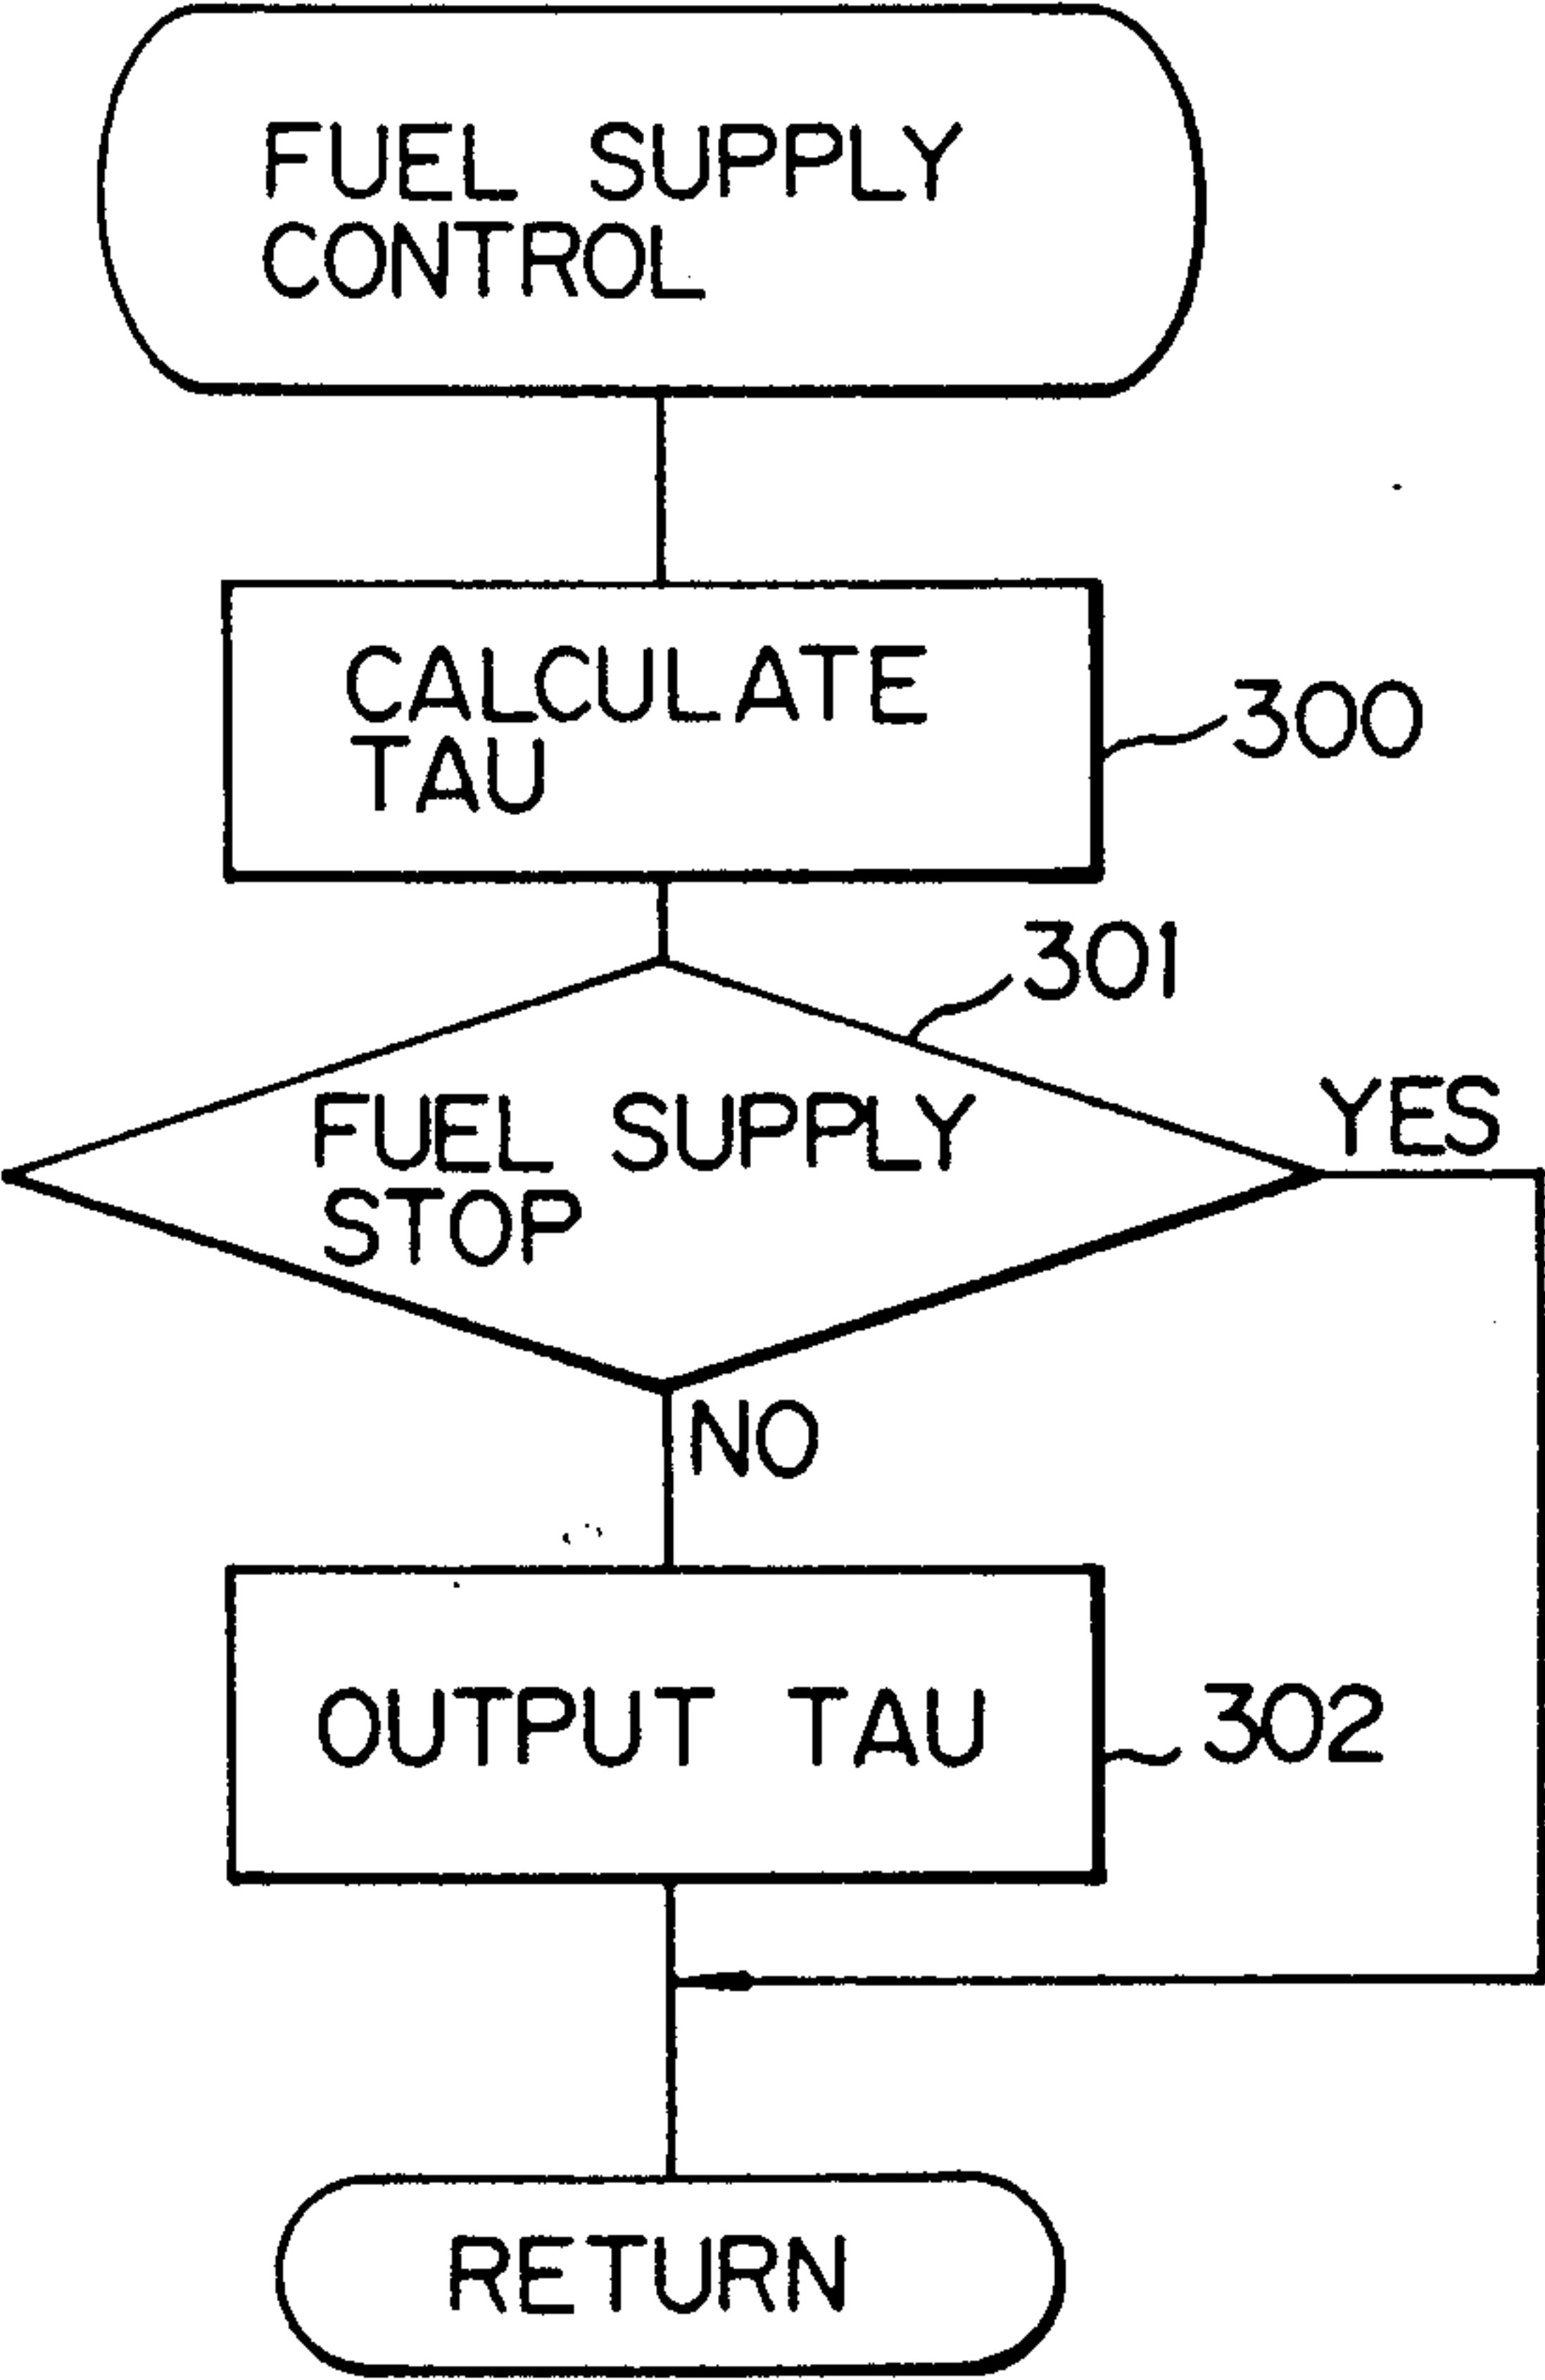 FUEL SUPPLY
CONTROL
CALCULATE
TAU
300
301
FUEL SUPPLY
STOP
YES
NO
OUTPUT TAU
302
RETURN